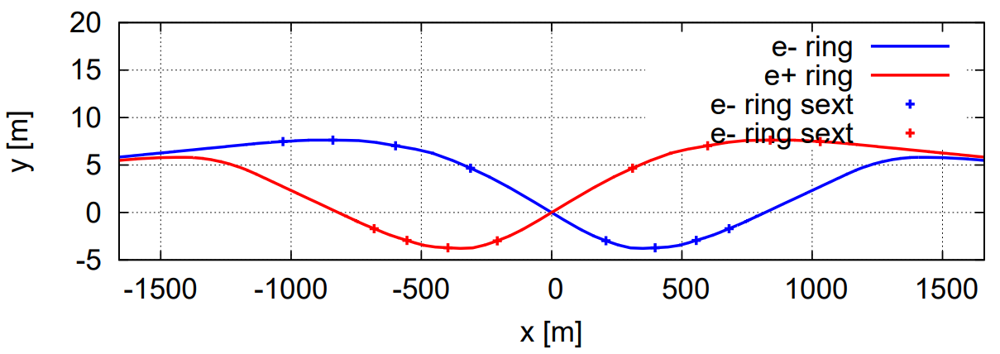 20
15
10
5
0
-5
y [m]
e- ring
e+ ring
e- ring sext
e- ring sext
-1500 -1000 -500 0 500 1000 1500
x [m]